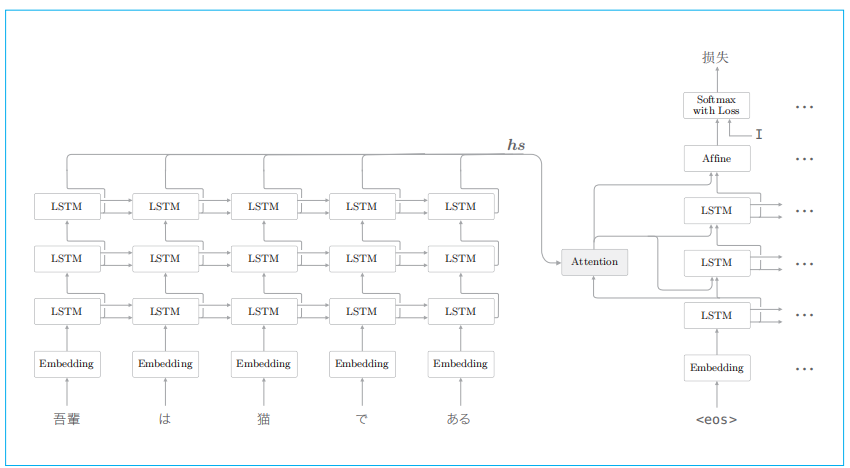 损失
Softmax
with Loss
...
I
hs
Affine
...
LSTM LSTM LSTM LSTM LSTM LSTM ...
LSTM LSTM LSTM LSTM LSTM Attention LSTM ...
LSTM LSTM LSTM LSTM LSTM LSTM ...
Embedding Embedding Embedding Embedding Embedding Embedding ...
吾輩 は 猫 で ある <eos>